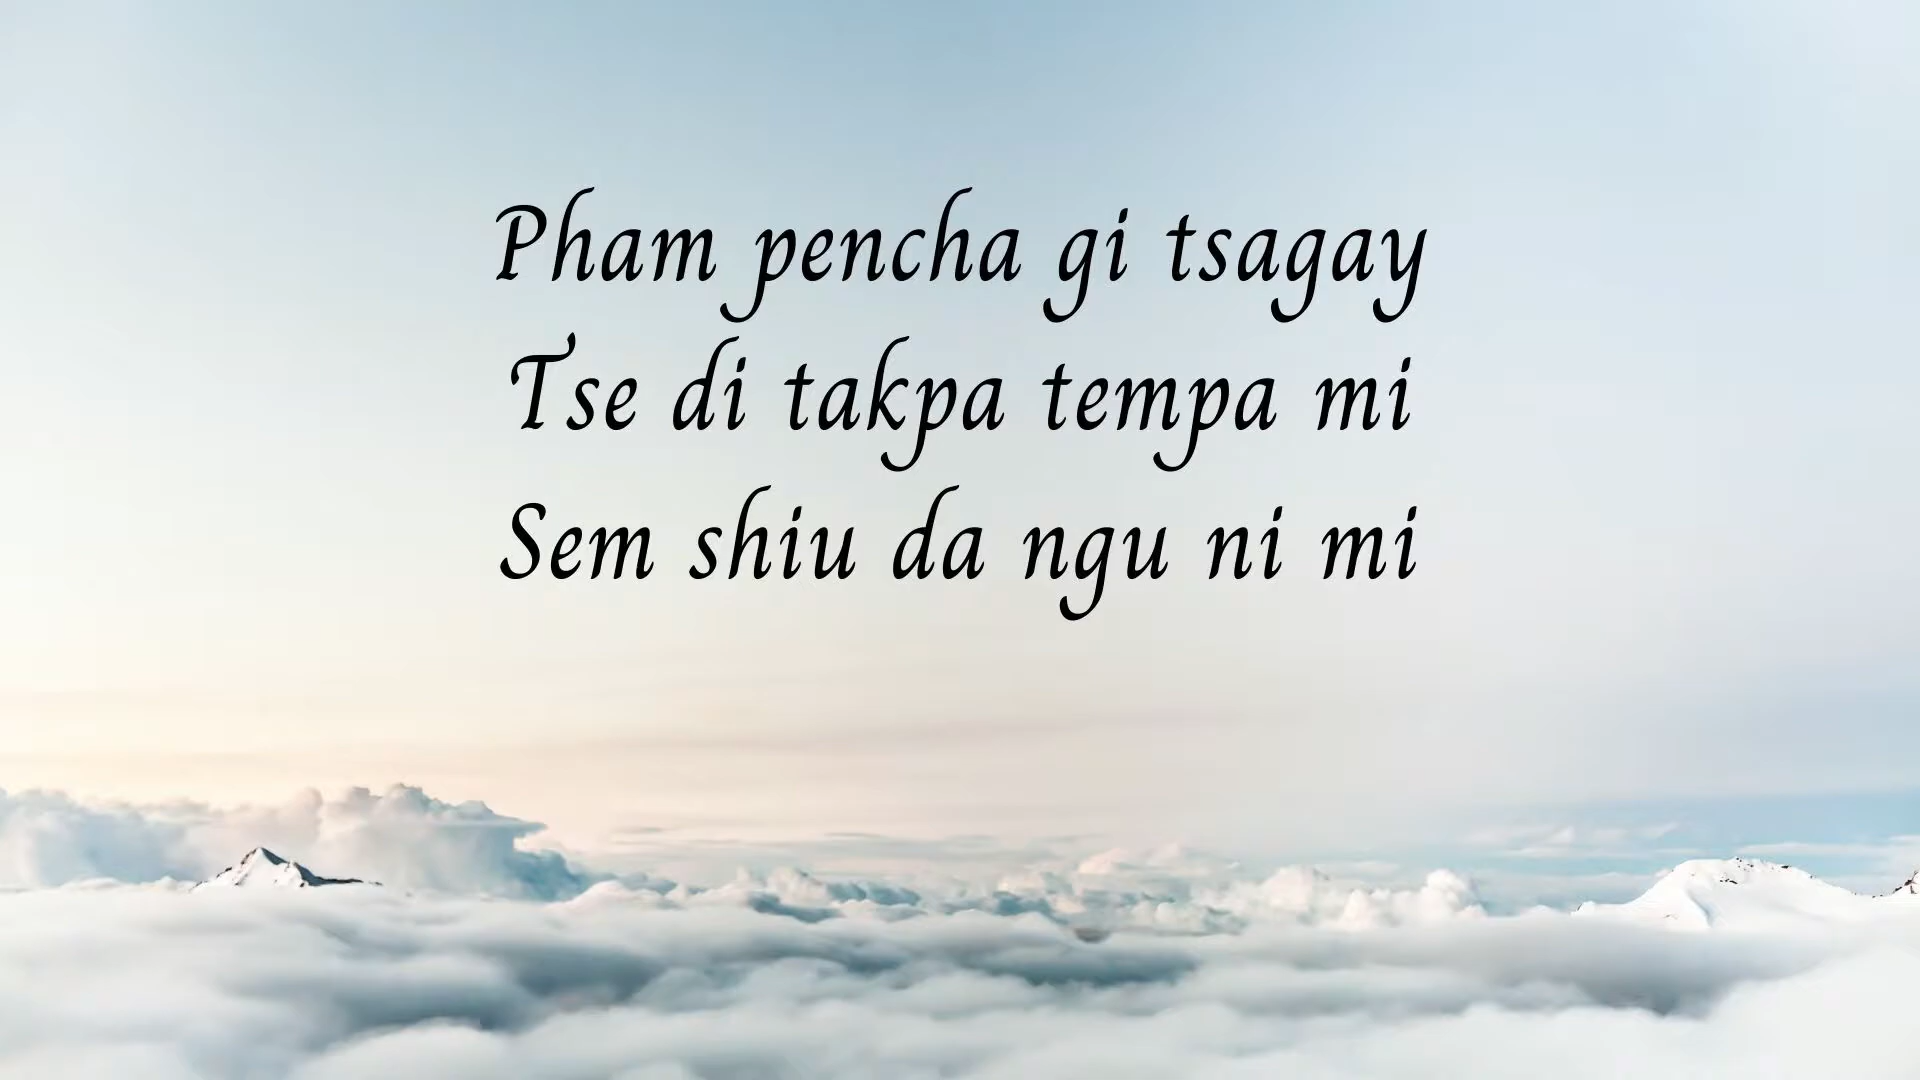 Pham pencha gi tsagay
Tse di takpa tempa mi
Sem shiu da ngu ni mi